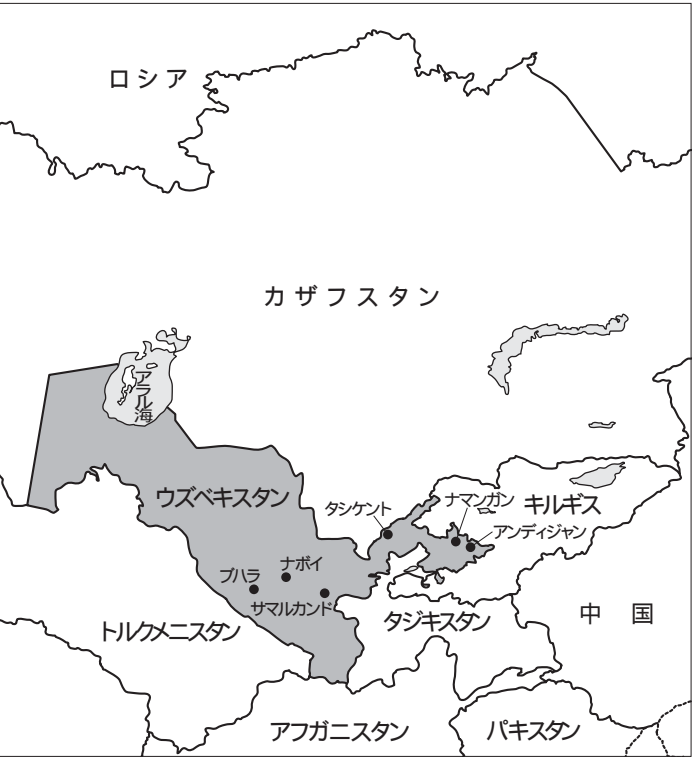 ロシア
カザフスタン
アラル海
ウズベキスタン
タシケント
ナマンガン
キルギス
アンディジャン
ナボイ
ブハラ
サマルカンド
トルクメニスタン
タジキスタン
中国
アフガニスタン
パキスタン